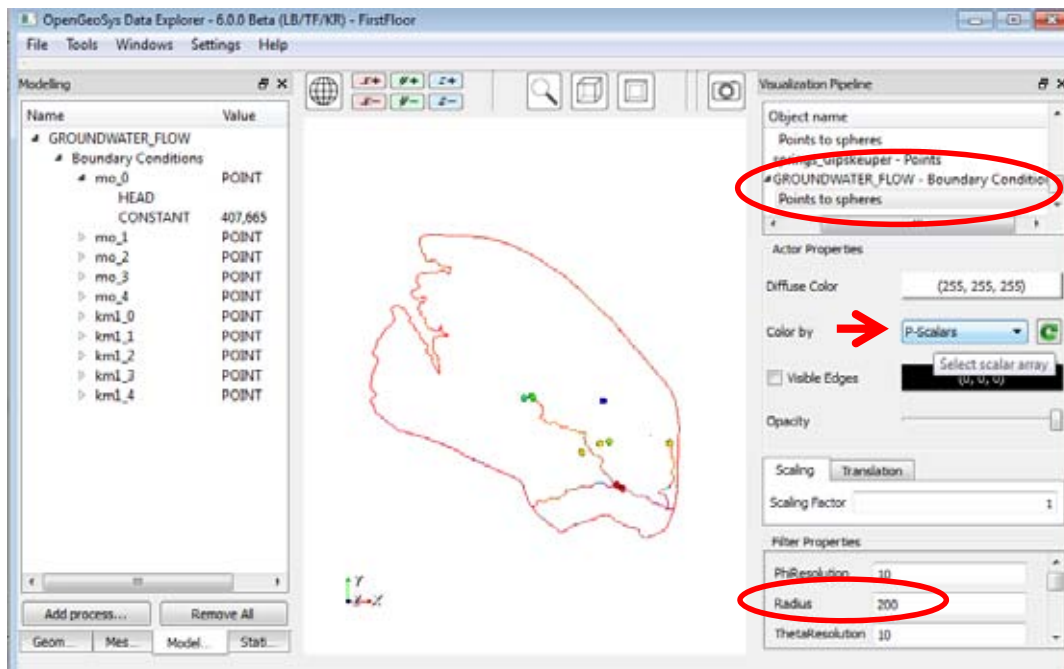 OpenGeoSys Data Explorer - 6.0.0 Beta (LB/TF/KR) - FirstFloor
File Tools Windows Settings Help
Modelling
Name Value
GROUNDWATER_FLOW
Boundary Conditions
mo_0 POINT
HEAD
CONSTANT 407,665
mo_1 POINT
mo_2 POINT
mo_3 POINT
mo_4 POINT
km1_0 POINT
km1_1 POINT
km1_2 POINT
km1_3 POINT
km1_4 POINT
Add process... Remove All
Geom... Mes... Model... Stati...
X+ Y+ Z+
X- Y- Z-
Y
Z X
Visualization Pipeline
Object name
Points to spheres
springs_Gipskeuper - Points
GROUNDWATER_FLOW - Boundary Condition
Points to spheres
Actor Properties
Diffuse Color (255, 255, 255)
Color by P-Scalars
Select scalar array
Visible Edges (0, 0, 0)
Opacity
Scaling Translation
Scaling Factor 1
Filter Properties
PhiResolution 10
Radius 200
ThetaResolution 10